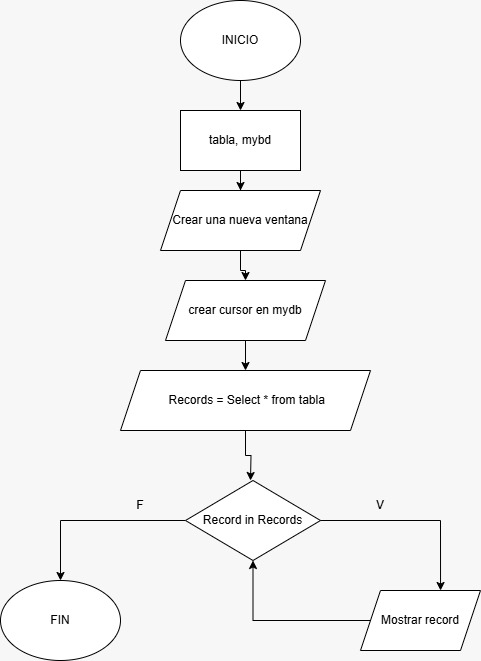 INICIO
tabla, mybd
Crear una nueva ventana
crear cursor en mydb
Records = Select * from tabla
F
V
Record in Records
FIN
Mostrar record